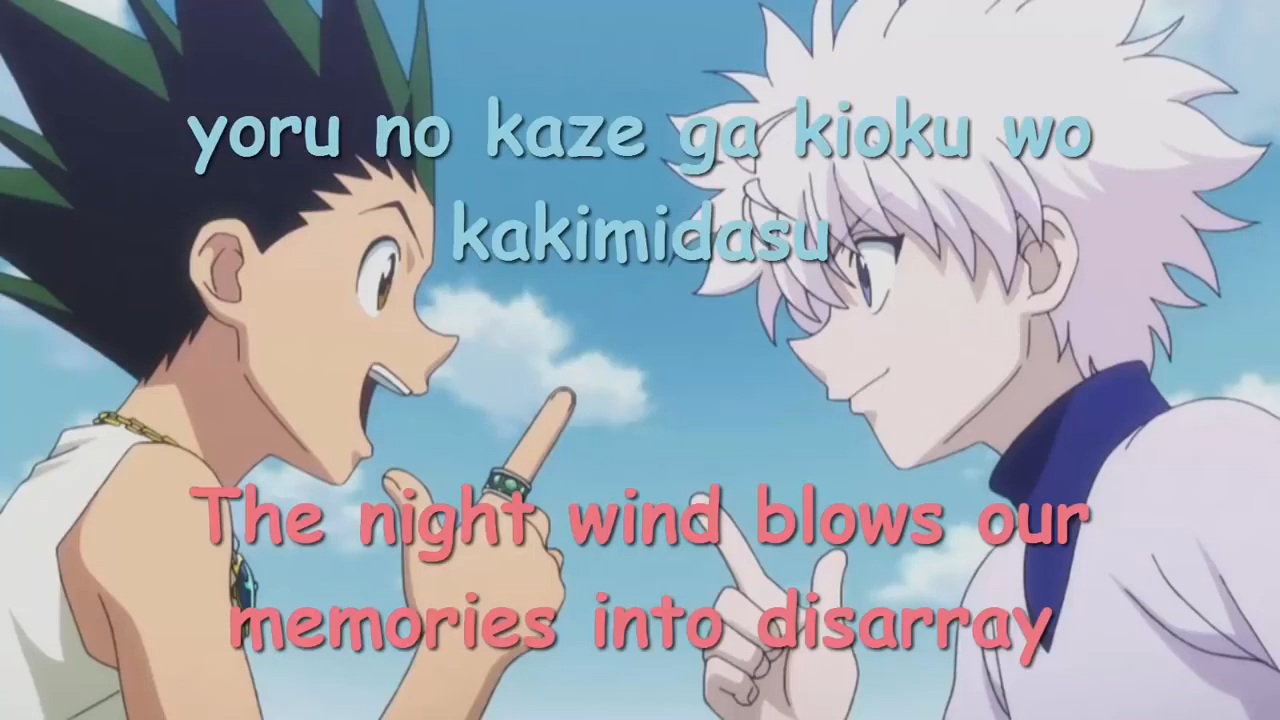 yoru no kaze ga kioku wo
kakimidasu
The night wind blows our
memories into disarray